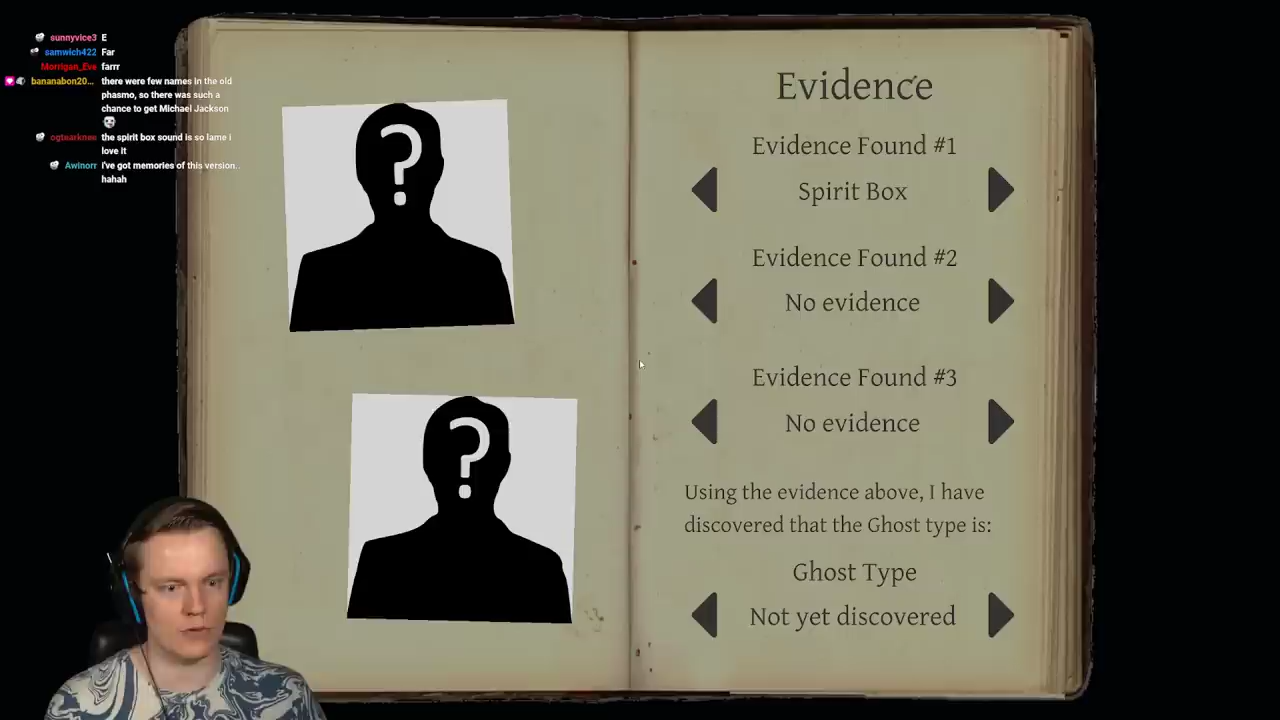 sunnyvice3 E
samwich422 Far
Morrigan_Eve farrr
bananabon20... there were few names in the old
phasmo, so there was such a
chance to get Michael Jackson
ogtearknee the spirit box sound is so lame i
love it
Awinorr i've got memories of this version..
hahah
?
?
Evidence
Evidence Found #1
Spirit Box
Evidence Found #2
No evidence
Evidence Found #3
No evidence
Using the evidence above, I have
discovered that the Ghost type is:
Ghost Type
Not yet discovered